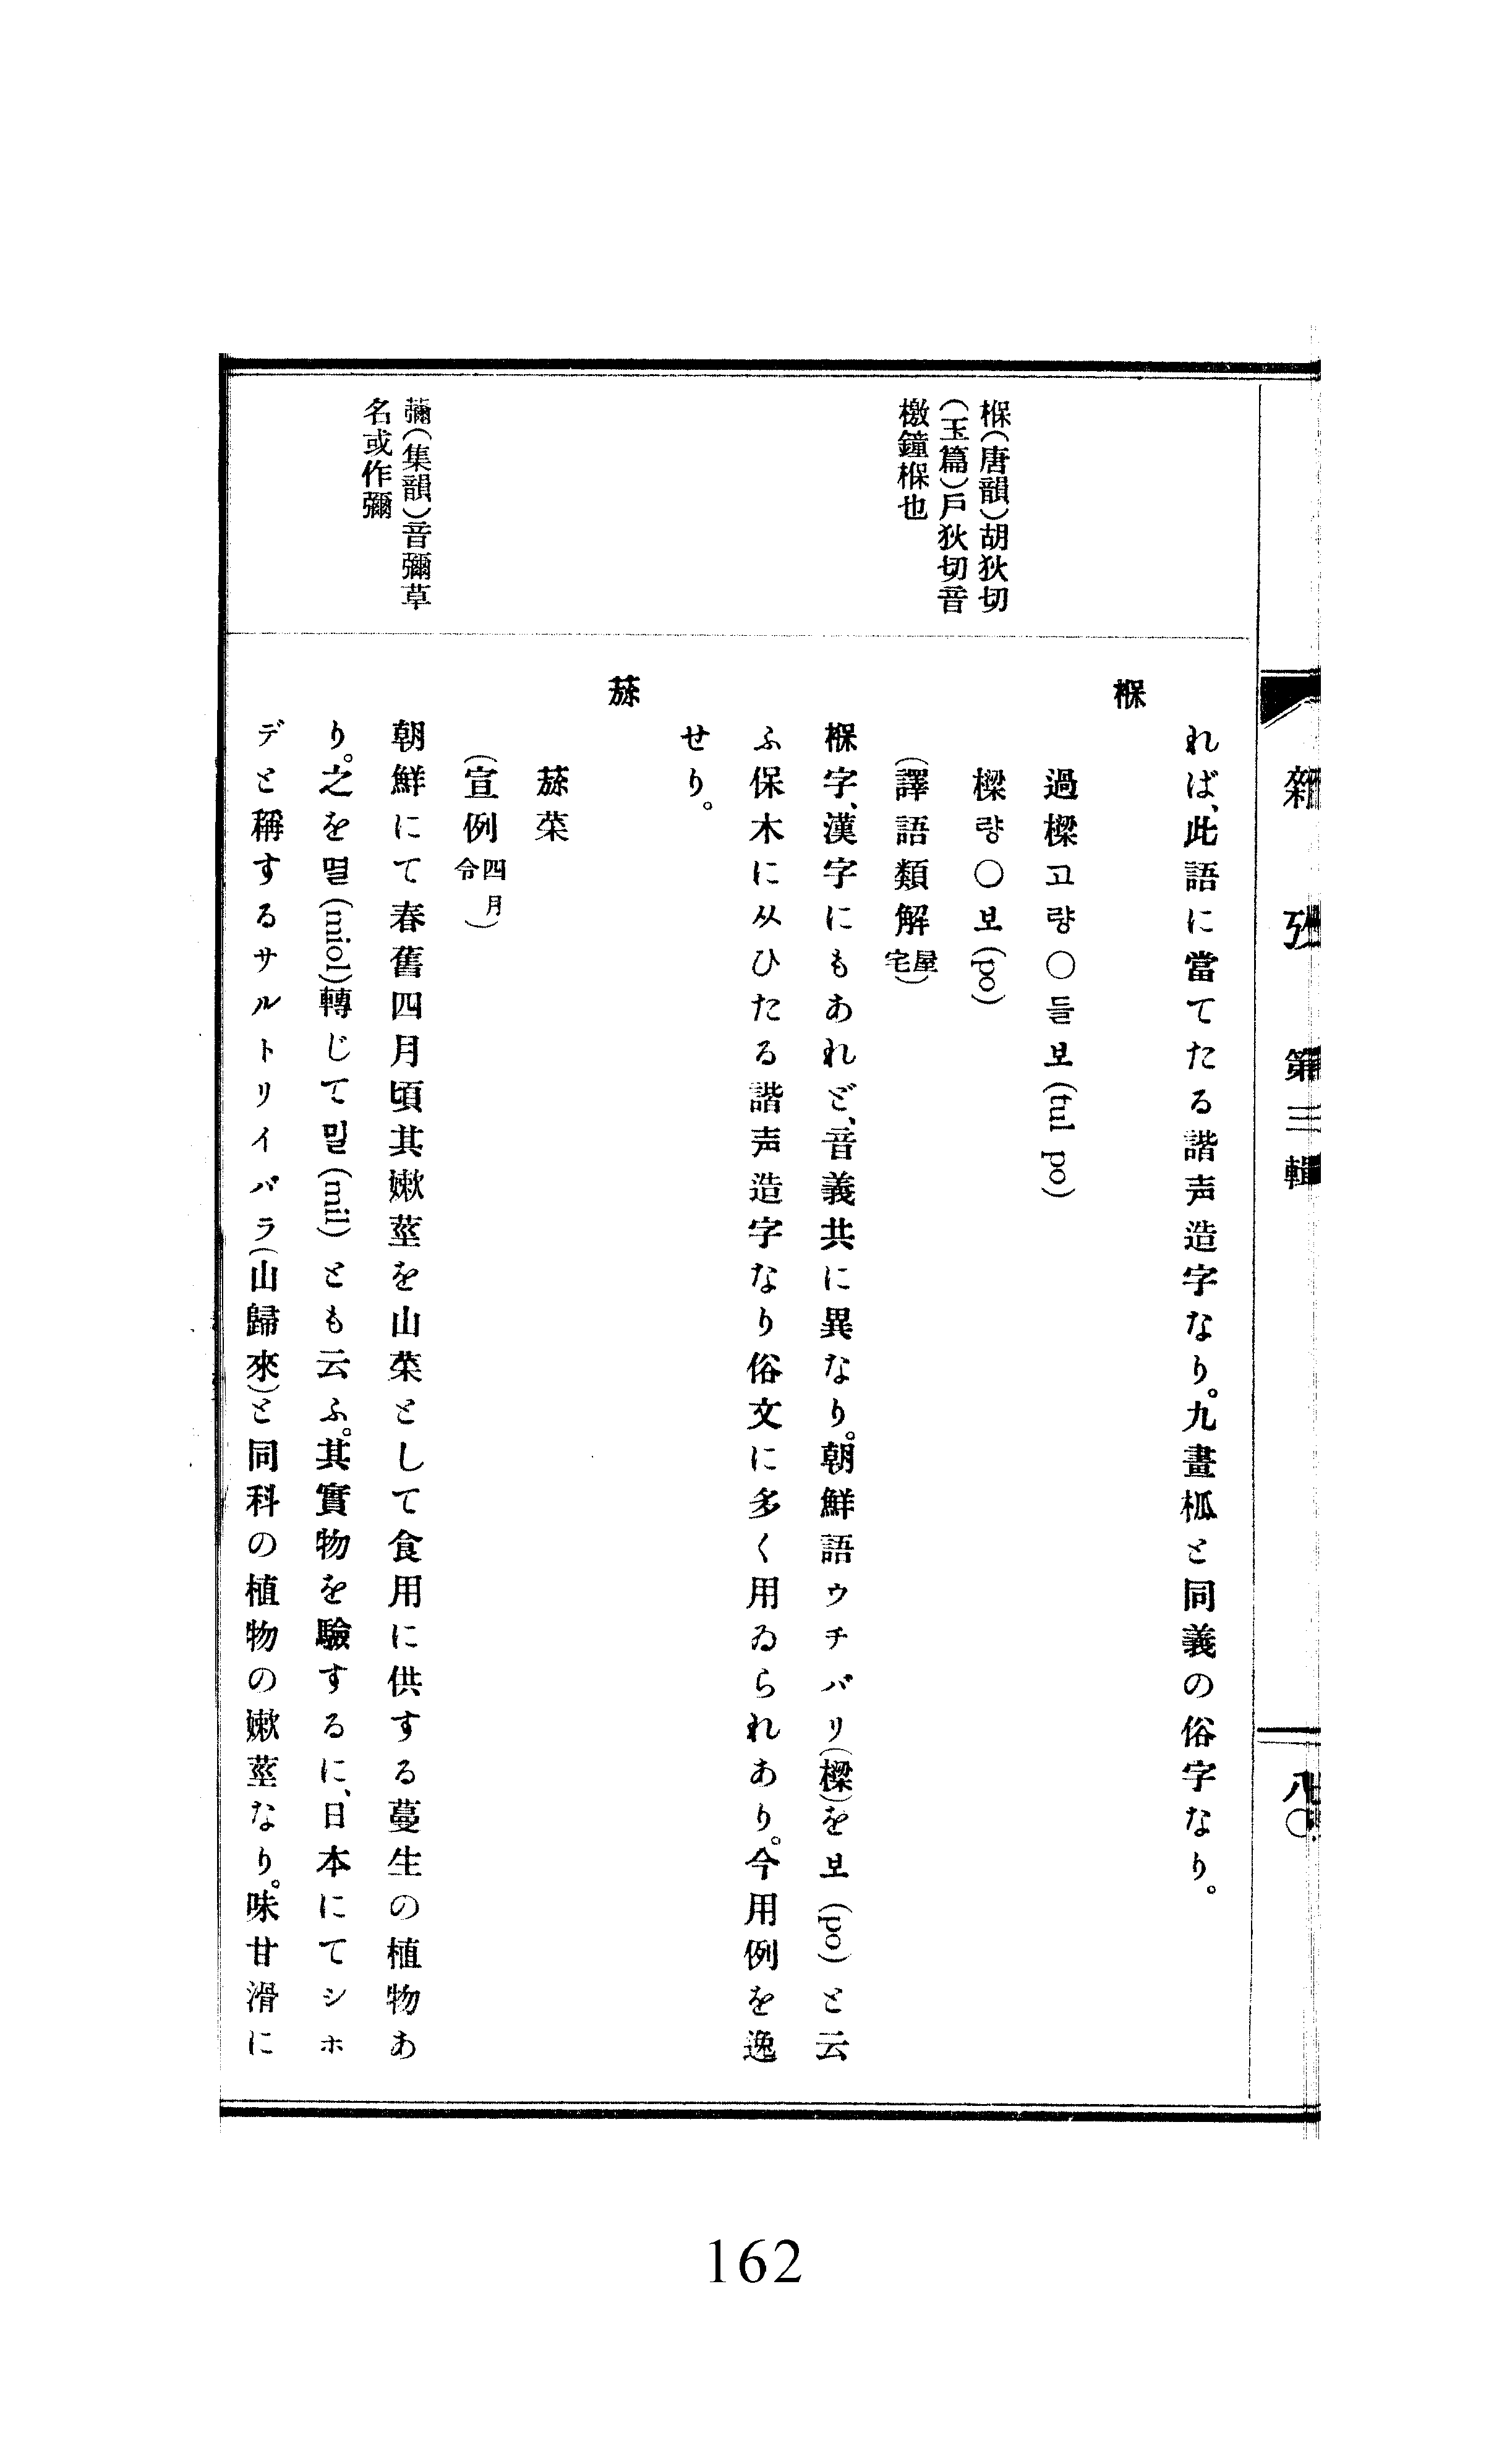 雜攷 第三輯
八〇
椺(唐韻)胡狄切
(玉篇)戶狄切音
檄鐘椺也
蘮(集韻)音彌草
名或作彌
れば、此語に當てたる諧声造字なり。九畫柧と同義の俗字なり。
椺
過樑고량○들보(tul po)
樑량○보(po)
(譯語類解屋宅)
椺字、漢字にもあれど、音義共に異なり。朝鮮語ウチバリ(樑)を보(po)と云
ふ保木に从ひたる諧声造字なり俗文に多く用ゐられあり。今用例を逸
せり。
蒢
蒢菜
(宣例四月令)
朝鮮にて春舊四月頃其嫰莖を山菜として食用に供する蔓生の植物あ
り。之を멸(miol)轉じて밀(mil)とも云ふ。其實物を驗するに、日本にてシホ
デと稱するサルトリイバラ(山歸來)と同科の植物の嫰莖なり。味甘滑に
162